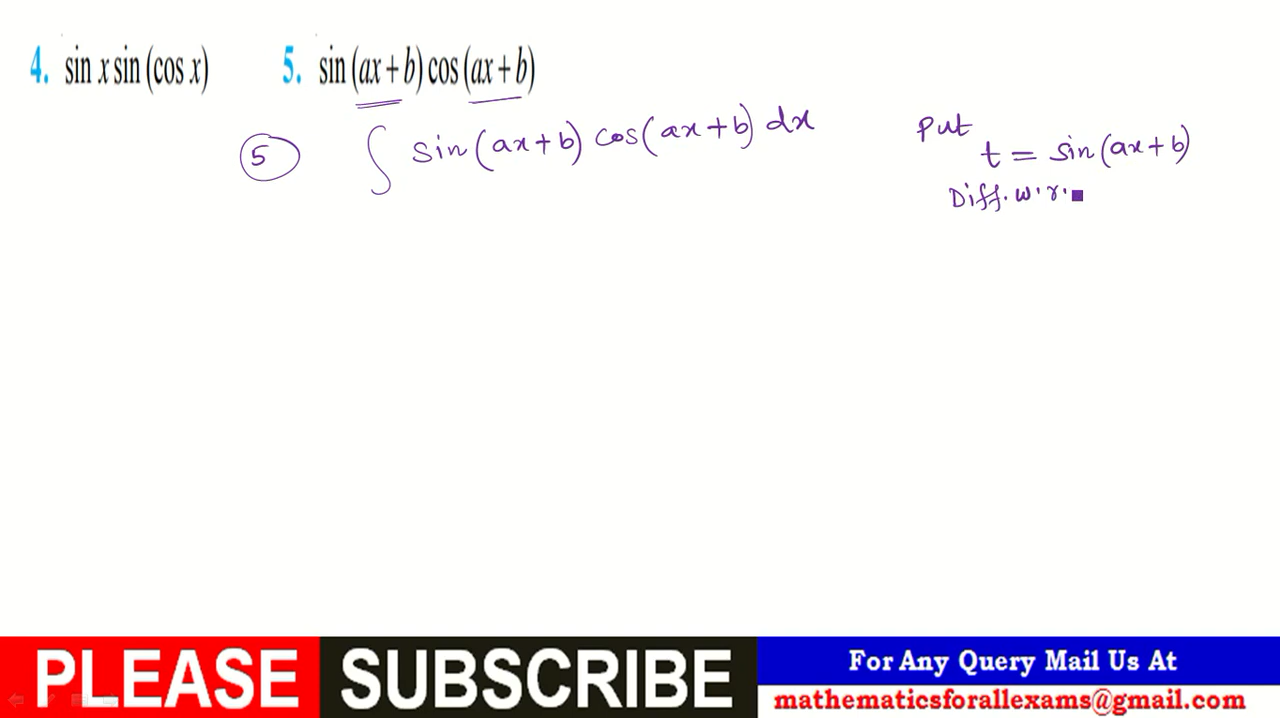 4. sin x sin (cos x) 5. sin (ax + b) cos (ax + b)
5 ∫ sin (ax + b) cos (ax + b) dx
Put
t = sin (ax + b)
Diff. w.r.
PLEASE SUBSCRIBE
For Any Query Mail Us At
mathematicsforallexams@gmail.com